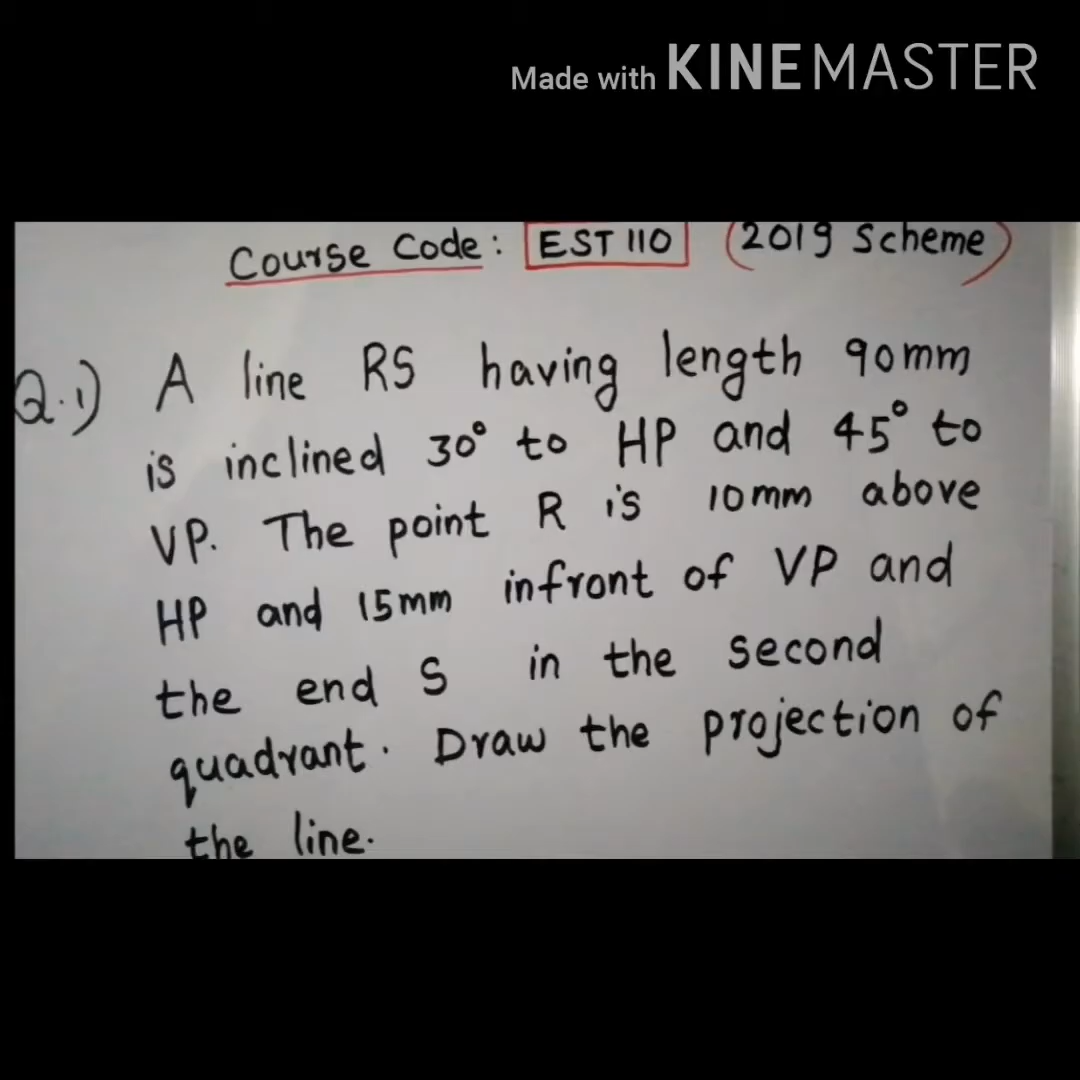 Made with KINEMASTER
Course Code: EST 110 (2019 Scheme)
Q.1) A line RS having length 90mm
is inclined 30° to HP and 45° to
VP. The point R is 10mm above
HP and 15mm infront of VP and
the end S in the second
quadrant. Draw the projection of
the line.